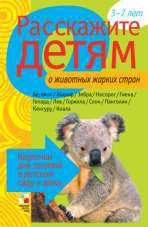 3-7 лет
Расскажите
детям
о животных жарких стран
Бегемот / Жираф / Зебра / Носорог / Гиена /
Гепард / Лев / Горилла / Слон / Панголин /
Кенгуру / Коала
Карточки
для занятий
в детском
саду и дома